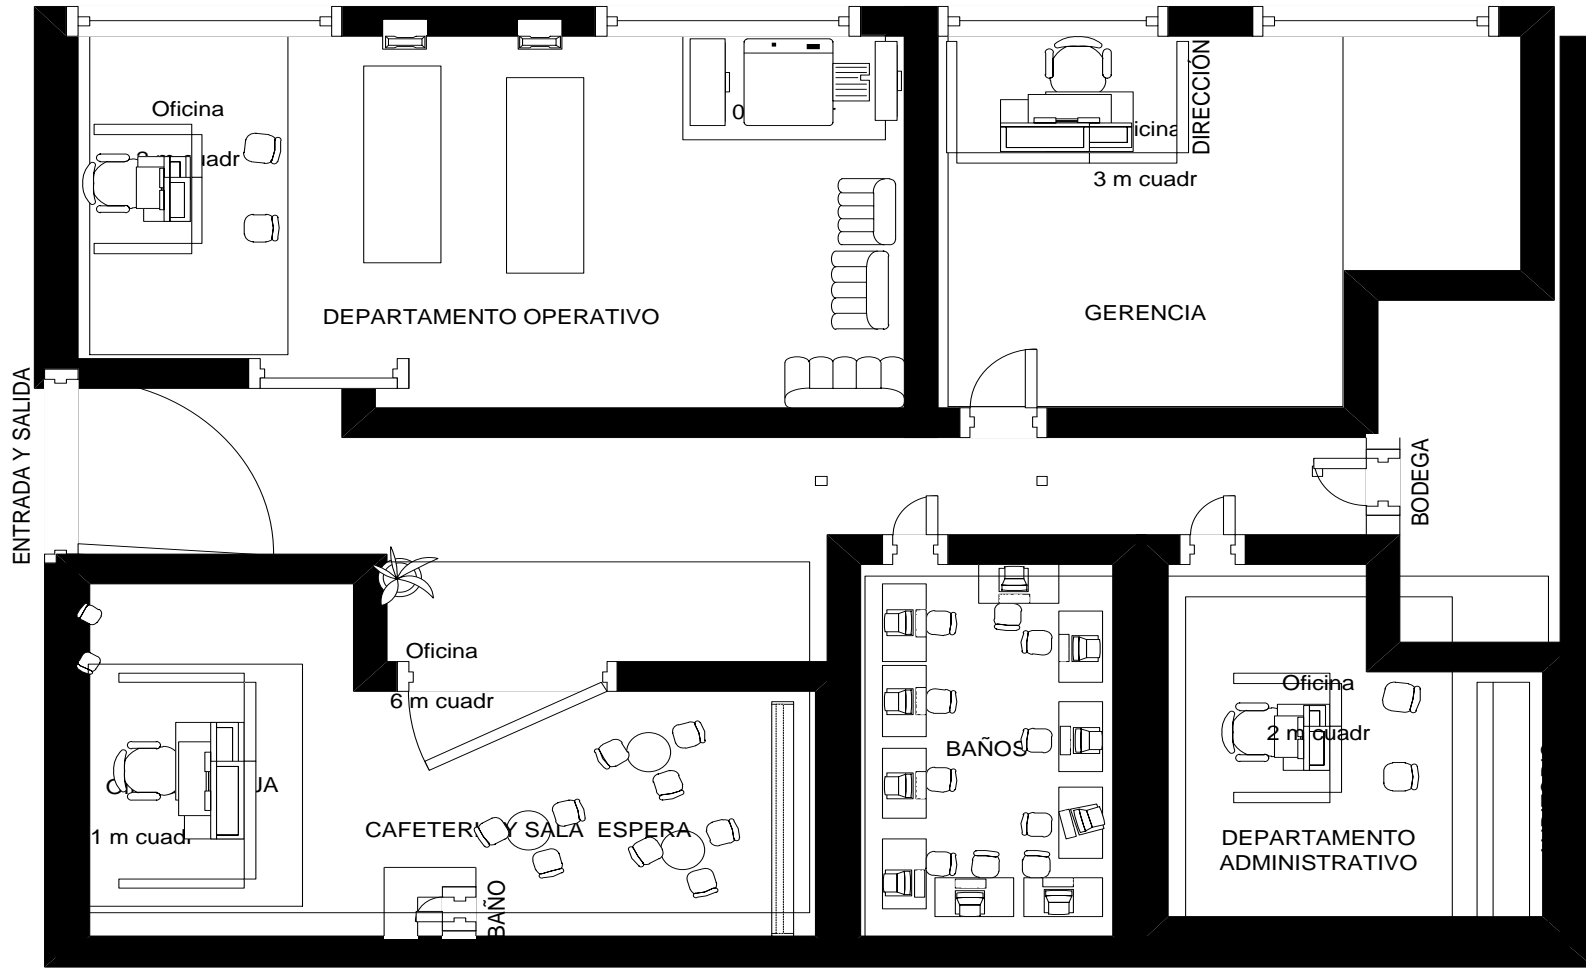 Oficina
DIRECCIÓN
3 m cuadr
DEPARTAMENTO OPERATIVO
GERENCIA
ENTRADA Y SALIDA
BODEGA
Oficina
6 m cuadr
Oficina
2 m cuadr
BAÑOS
1 m cuadr
CAFETERIA Y SALA ESPERA
DEPARTAMENTO
ADMINISTRATIVO
BAÑO